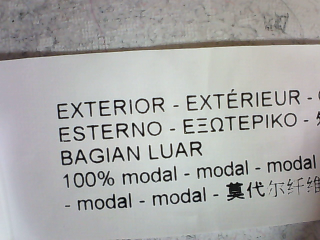 EXTERIOR - EXTÉRIEUR -
ESTERNO - ΕΞΩΤΕΡΙΚΟ -
BAGIAN LUAR
100% modal - modal - modal
- modal - modal - 莫代尔纤维